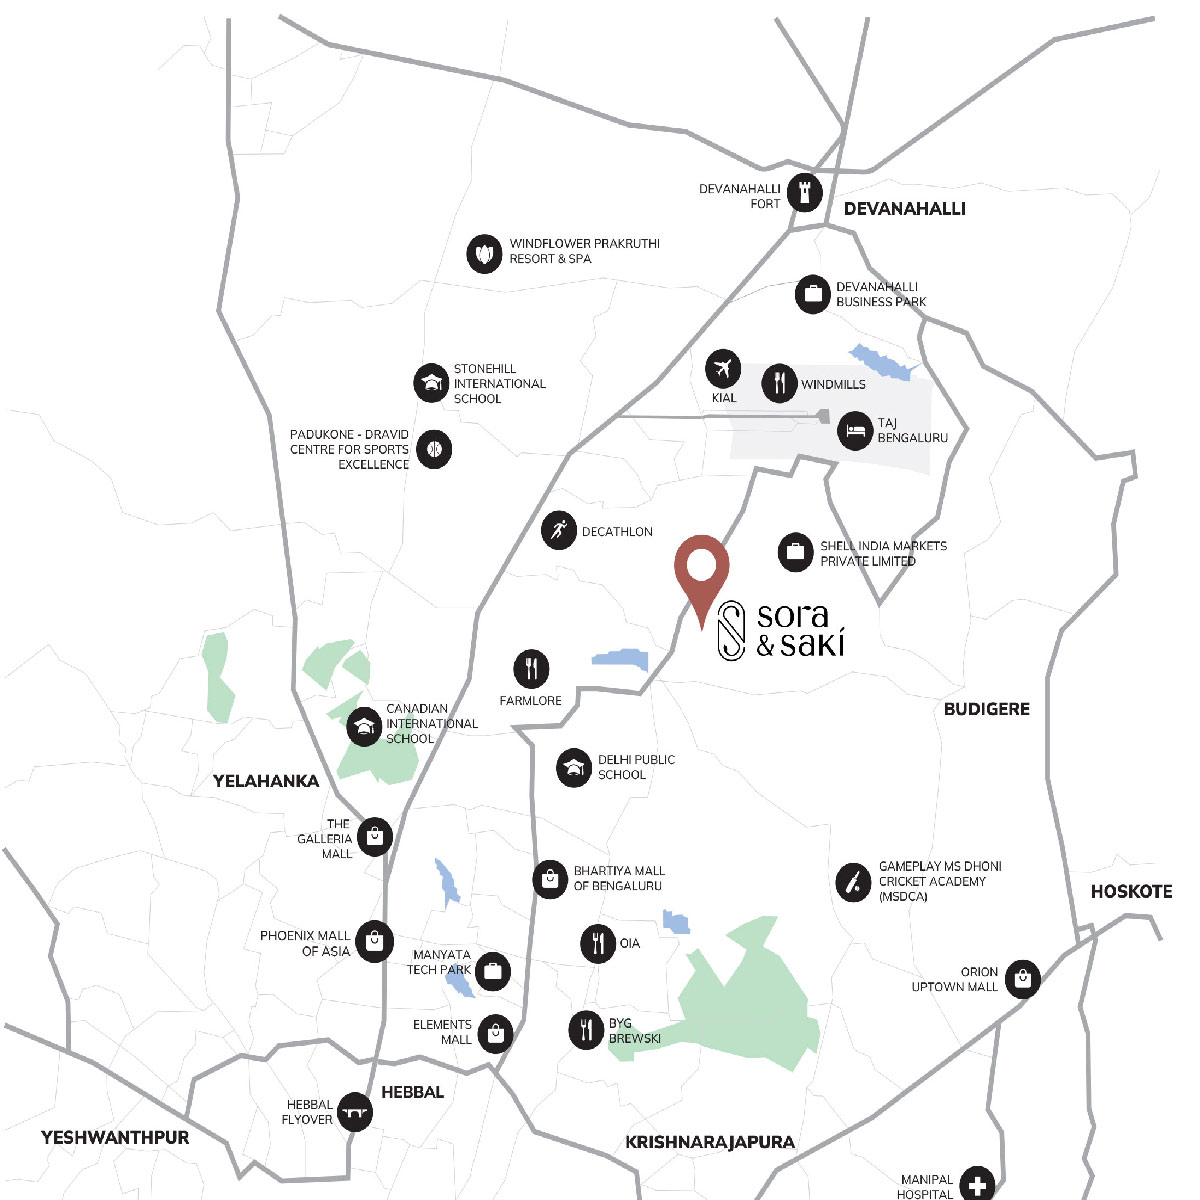 DEVANAHALLI
FORT
DEVANAHALLI
WINDFLOWER PRAKRUTHI
RESORT & SPA
DEVANAHALLI
BUSINESS PARK
STONEHILL
INTERNATIONAL
SCHOOL
KIAL
WINDMILLS
TAJ
BENGALURU
PADUKONE - DRAVID
CENTRE FOR SPORTS
EXCELLENCE
DECATHLON
SHELL INDIA MARKETS
PRIVATE LIMITED
sora
& sakí
FARMLORE
CANADIAN
INTERNATIONAL
SCHOOL
BUDIGERE
YELAHANKA
DELHI PUBLIC
SCHOOL
THE
GALLERIA
MALL
BHARTIYA MALL
OF BENGALURU
GAMEPLAY MS DHONI
CRICKET ACADEMY
(MSDCA)
HOSKOTE
PHOENIX MALL
OF ASIA
OIA
MANYATA
TECH PARK
ORION
UPTOWN MALL
ELEMENTS
MALL
BYG
BREWSKI
HEBBAL
HEBBAL
FLYOVER
YESHWANTHPUR
KRISHNARAJAPURA
MANIPAL
HOSPITAL